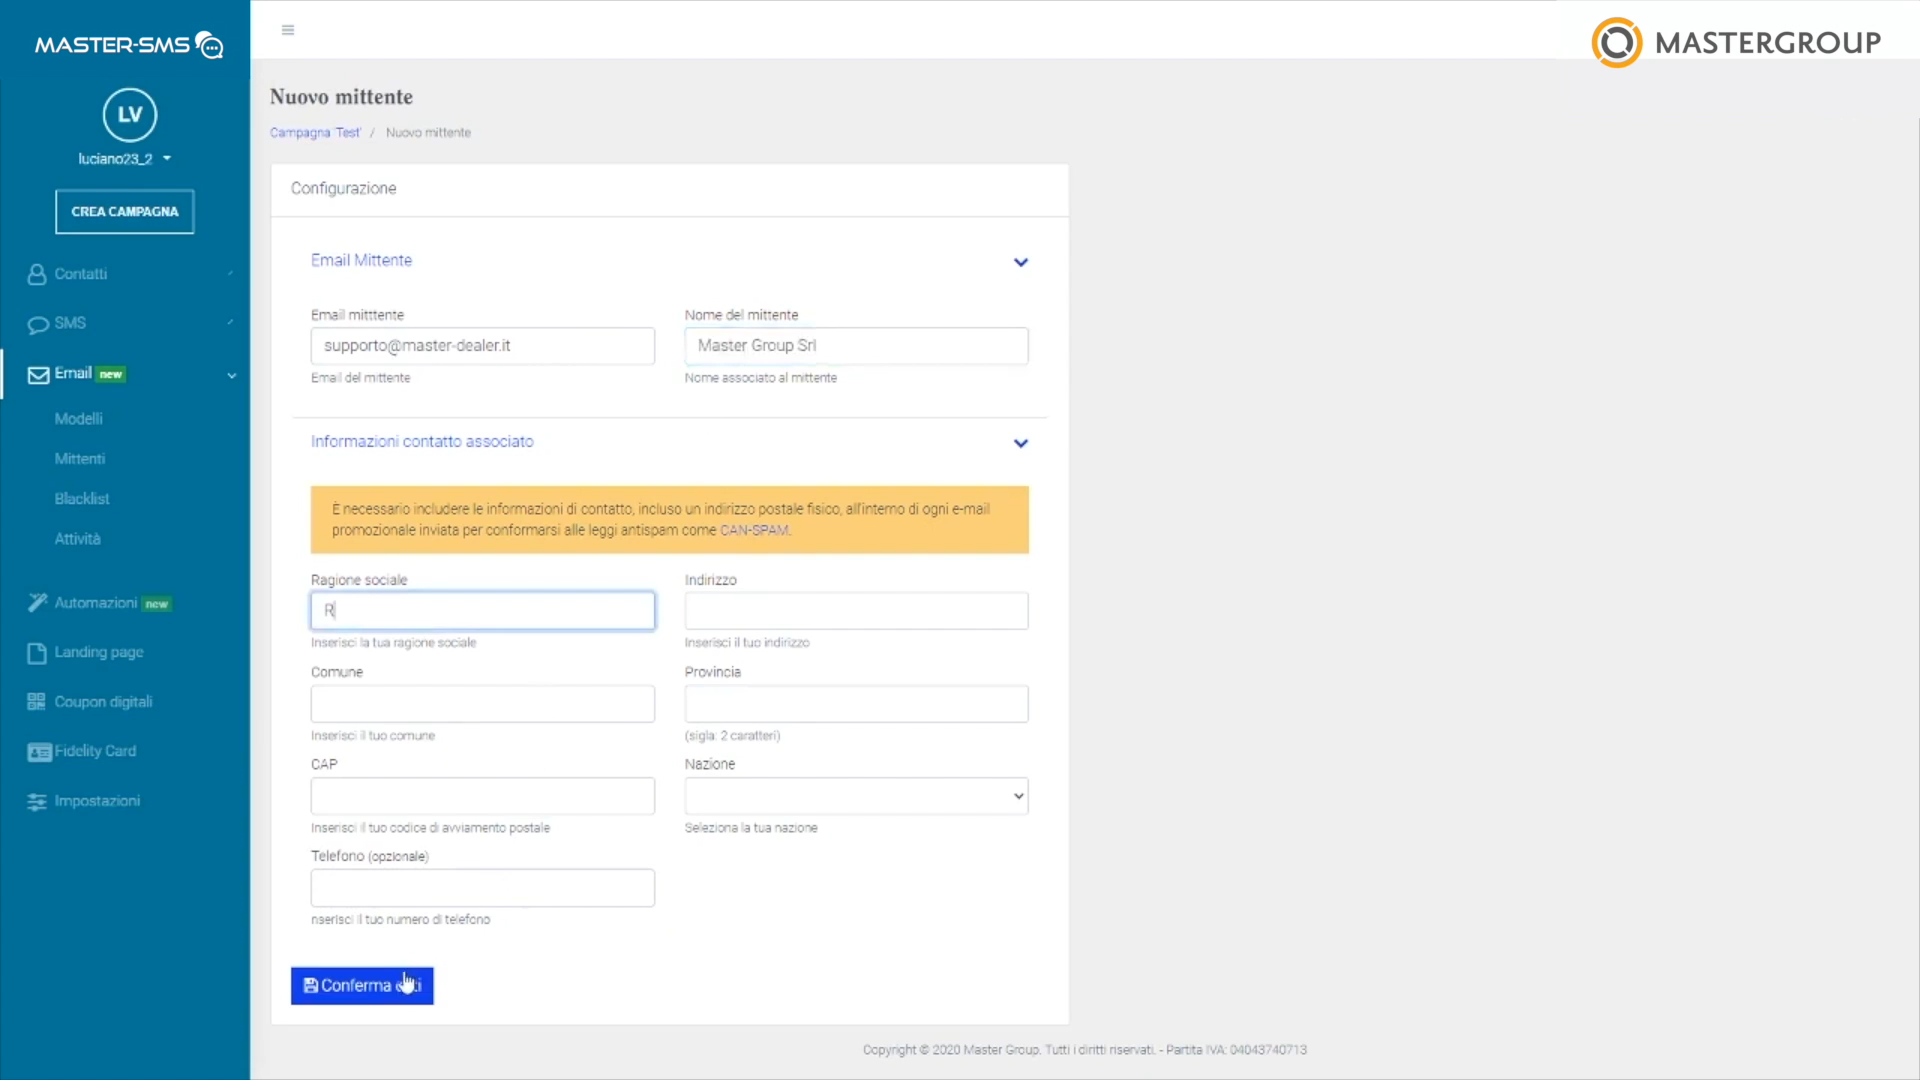 MASTER-SMS
MASTERGROUP
LV
luciano23_2
CREA CAMPAGNA
Contatti
SMS
Email new
Modelli
Mittenti
Blacklist
Attività
Automazioni new
Landing page
Coupon digitali
Fidelity Card
Impostazioni
Nuovo mittente
Campagna 'Test' / Nuovo mittente
Configurazione
Email Mittente
Email mitttente
Nome del mittente
supporto@master-dealer.it
Master Group Srl
Email del mittente
Nome associato al mittente
Informazioni contatto associato
È necessario includere le informazioni di contatto, incluso un indirizzo postale fisico, all'interno di ogni e-mail
promozionale inviata per conformarsi alle leggi antispam come CAN-SPAM.
Ragione sociale
Indirizzo
R
Inserisci la tua ragione sociale
Inserisci il tuo indirizzo
Comune
Provincia
Inserisci il tuo comune
(sigla: 2 caratteri)
CAP
Nazione
Inserisci il tuo codice di avviamento postale
Seleziona la tua nazione
Telefono (opzionale)
nserisci il tuo numero di telefono
Conferma
Copyright © 2020 Master Group. Tutti i diritti riservati. - Partita IVA: 04043740713